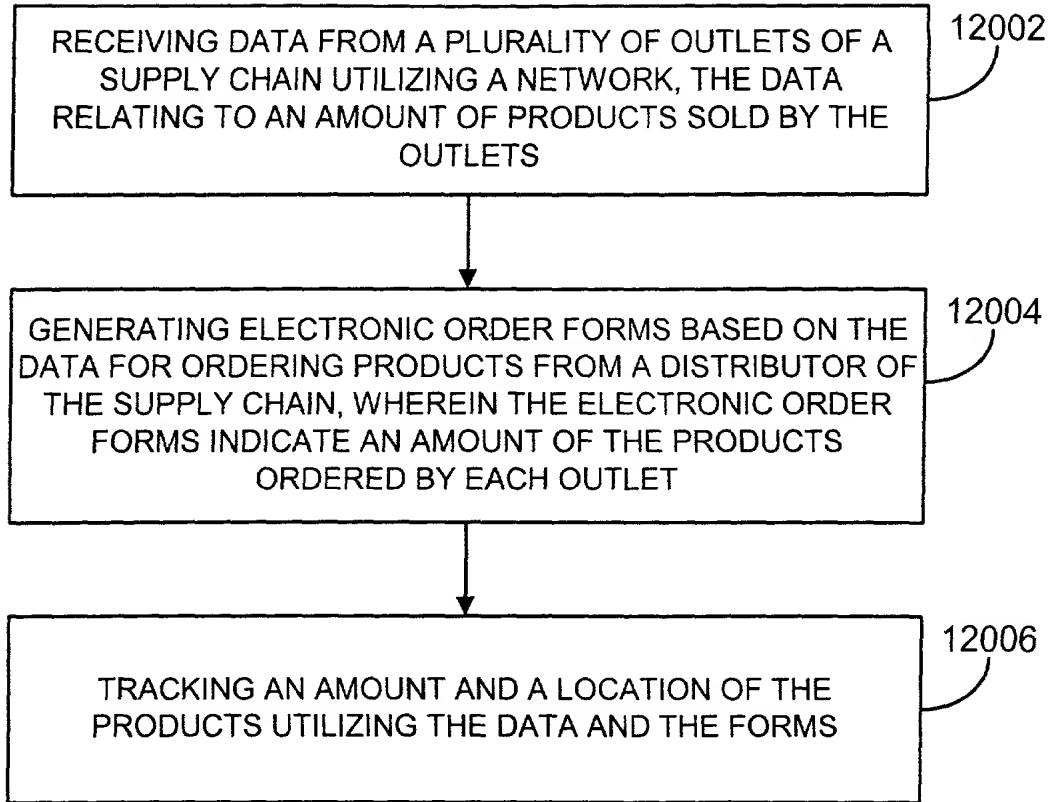 RECEIVING DATA FROM A PLURALITY OF OUTLETS OF A
SUPPLY CHAIN UTILIZING A NETWORK, THE DATA
RELATING TO AN AMOUNT OF PRODUCTS SOLD BY THE
OUTLETS
12002
GENERATING ELECTRONIC ORDER FORMS BASED ON THE
DATA FOR ORDERING PRODUCTS FROM A DISTRIBUTOR OF
THE SUPPLY CHAIN, WHEREIN THE ELECTRONIC ORDER
FORMS INDICATE AN AMOUNT OF THE PRODUCTS
ORDERED BY EACH OUTLET
12004
TRACKING AN AMOUNT AND A LOCATION OF THE
PRODUCTS UTILIZING THE DATA AND THE FORMS
12006